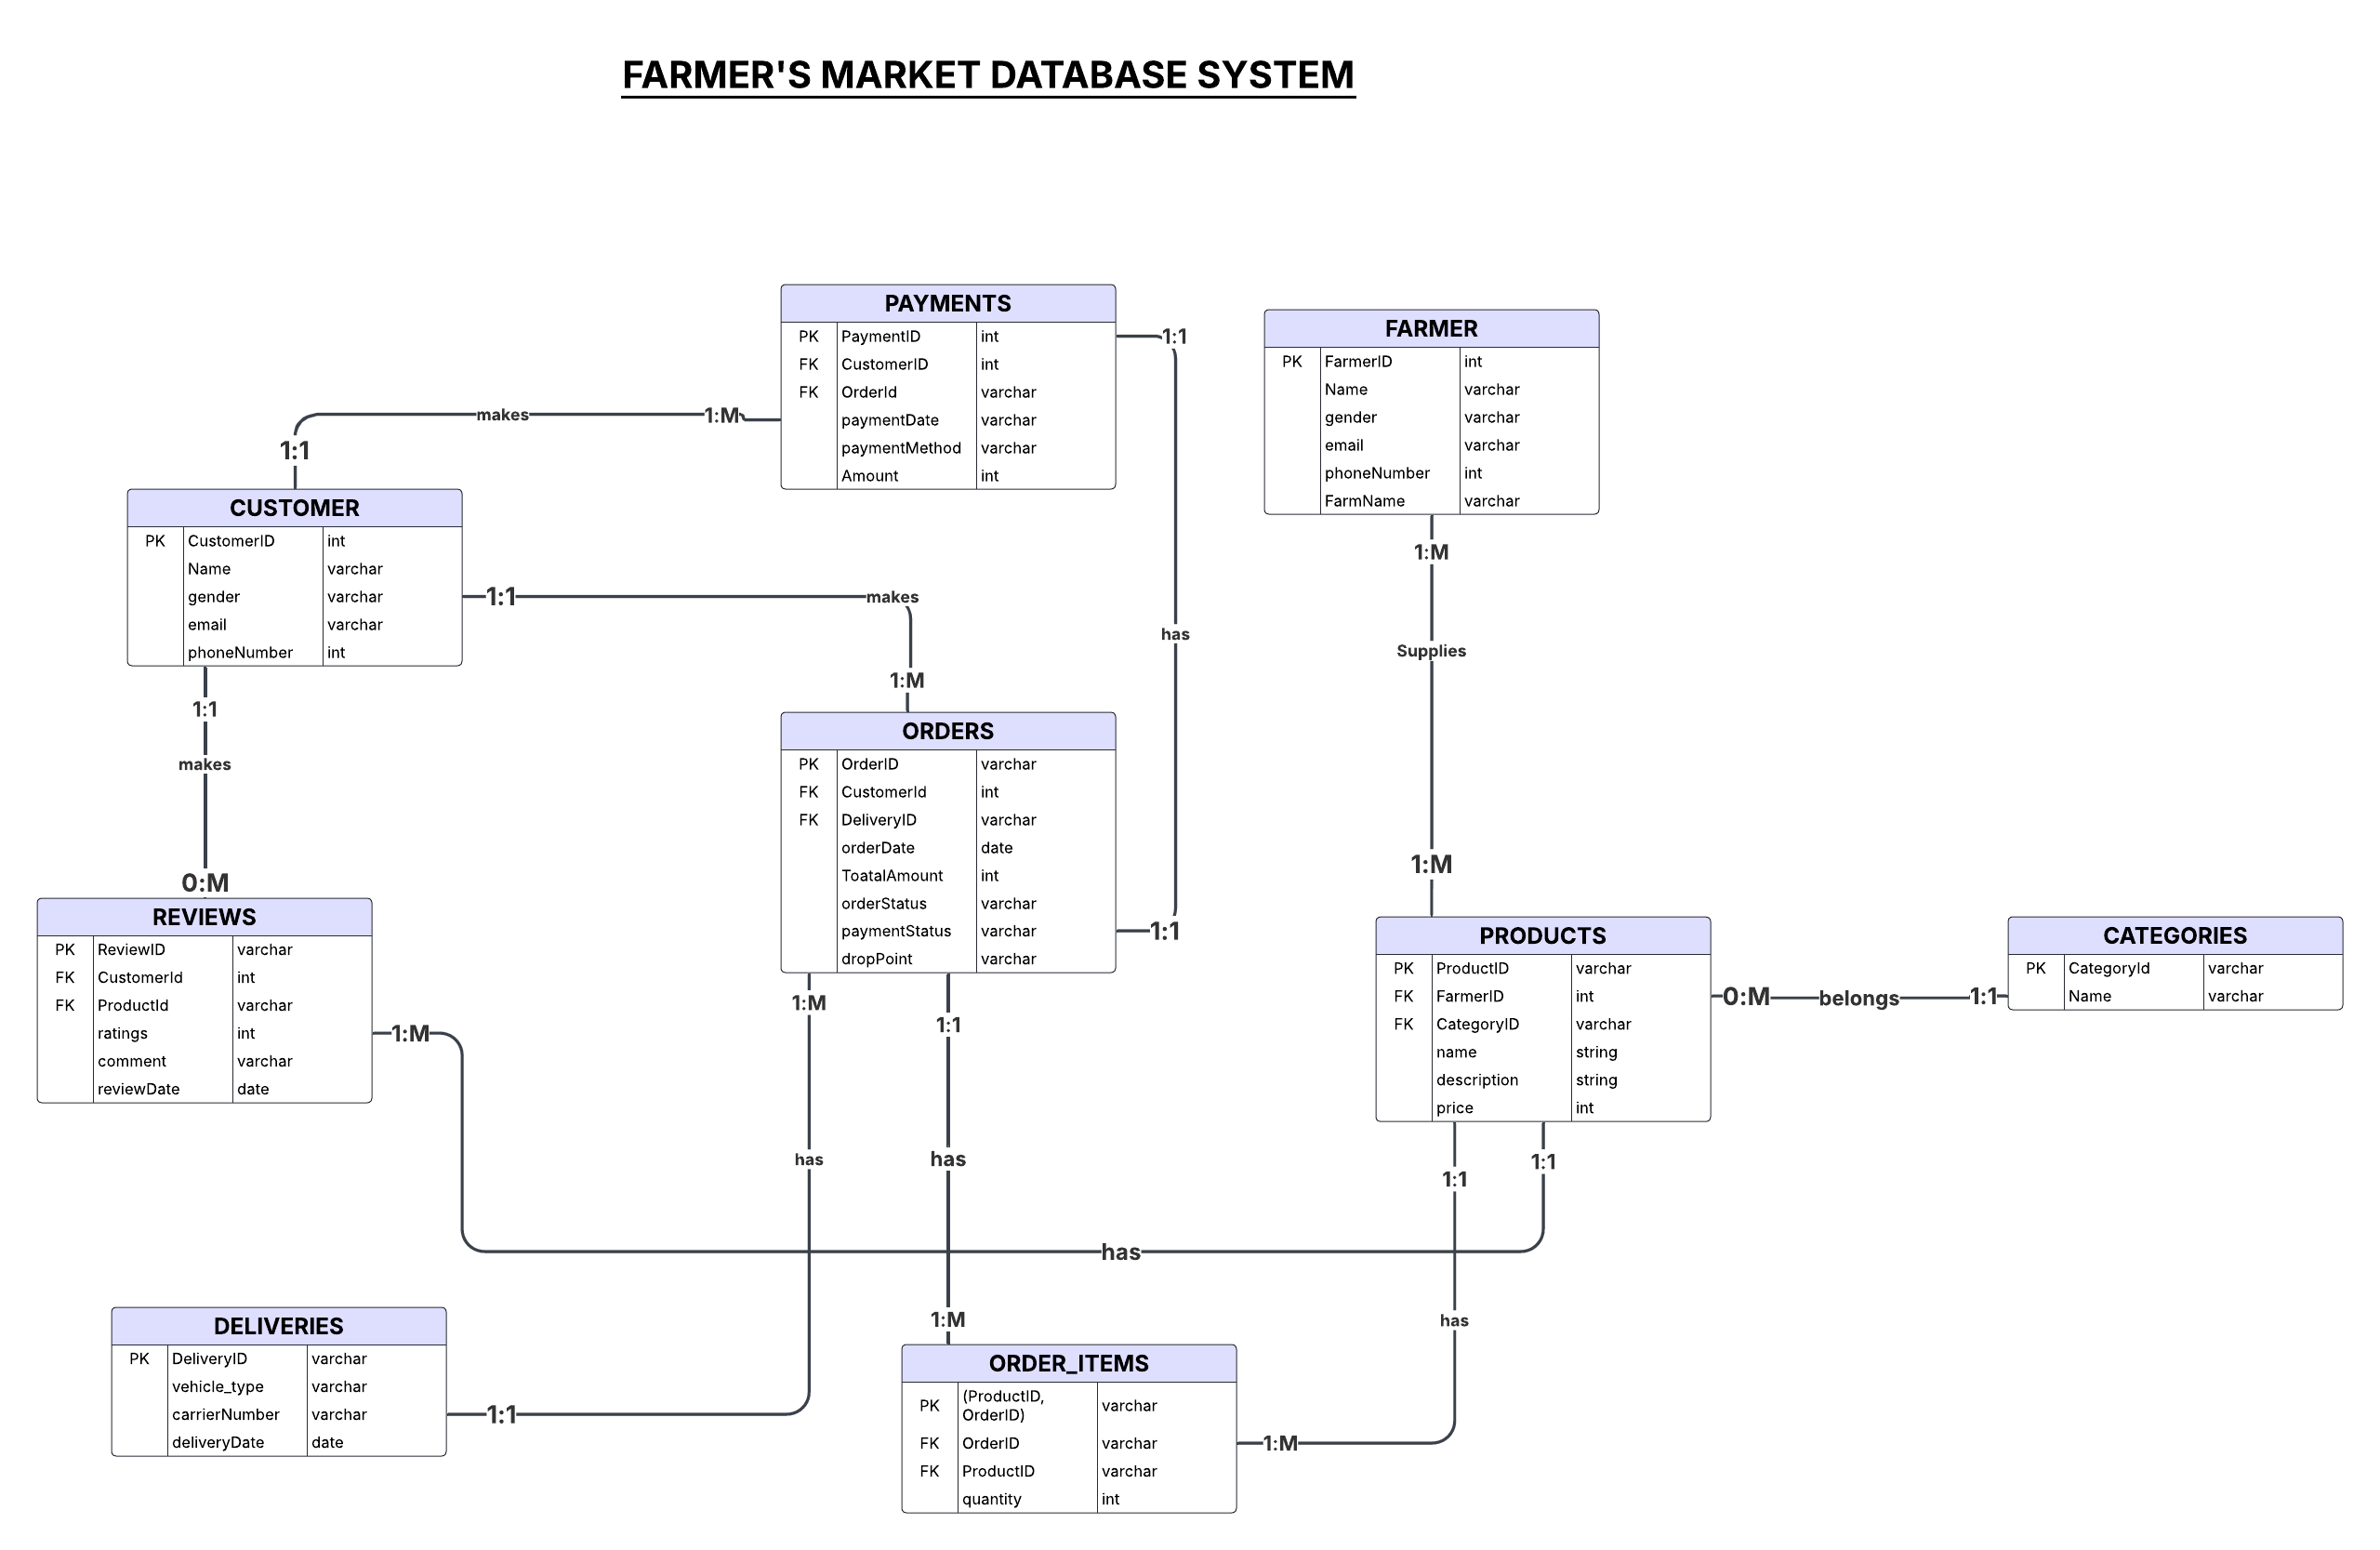 FARMER'S MARKET DATABASE SYSTEM
PAYMENTS
PK PaymentID int
FK CustomerID int
FK OrderId varchar
paymentDate varchar
paymentMethod varchar
Amount int
1:1
has
1:1
FARMER
PK FarmerID int
Name varchar
gender varchar
email varchar
phoneNumber int
FarmName varchar
1:M
Supplies
1:M
1:1
makes
1:M
CUSTOMER
PK CustomerID int
Name varchar
gender varchar
email varchar
phoneNumber int
1:1
makes
1:M
1:1
makes
0:M
ORDERS
PK OrderID varchar
FK CustomerId int
FK DeliveryID varchar
orderDate date
ToatalAmount int
orderStatus varchar
paymentStatus varchar
dropPoint varchar
REVIEWS
PK ReviewID varchar
FK CustomerId int
FK ProductId varchar
ratings int
comment varchar
reviewDate date
1:M
has
1:1
PRODUCTS
PK ProductID varchar
FK FarmerID int
FK CategoryID varchar
name string
description string
price int
0:M
belongs
1:1
CATEGORIES
PK CategoryId varchar
Name varchar
1:M
has
1:1
1:1
has
1:M
1:1
has
1:M
DELIVERIES
PK DeliveryID varchar
vehicle_type varchar
carrierNumber varchar
deliveryDate date
ORDER_ITEMS
PK (ProductID,
OrderID) varchar
FK OrderID varchar
FK ProductID varchar
quantity int